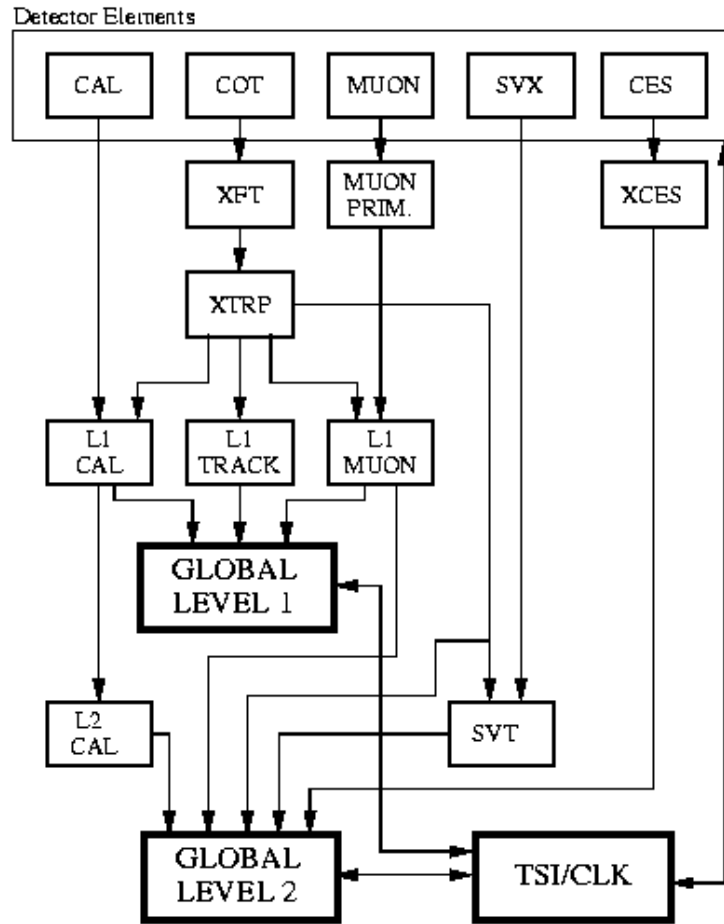 Detector Elements
CAL
COT
MUON
SVX
CES
XFT
MUON
PRIM.
XCES
XTRP
L1
CAL
L1
TRACK
L1
MUON
GLOBAL
LEVEL 1
L2
CAL
SVT
GLOBAL
LEVEL 2
TSI/CLK